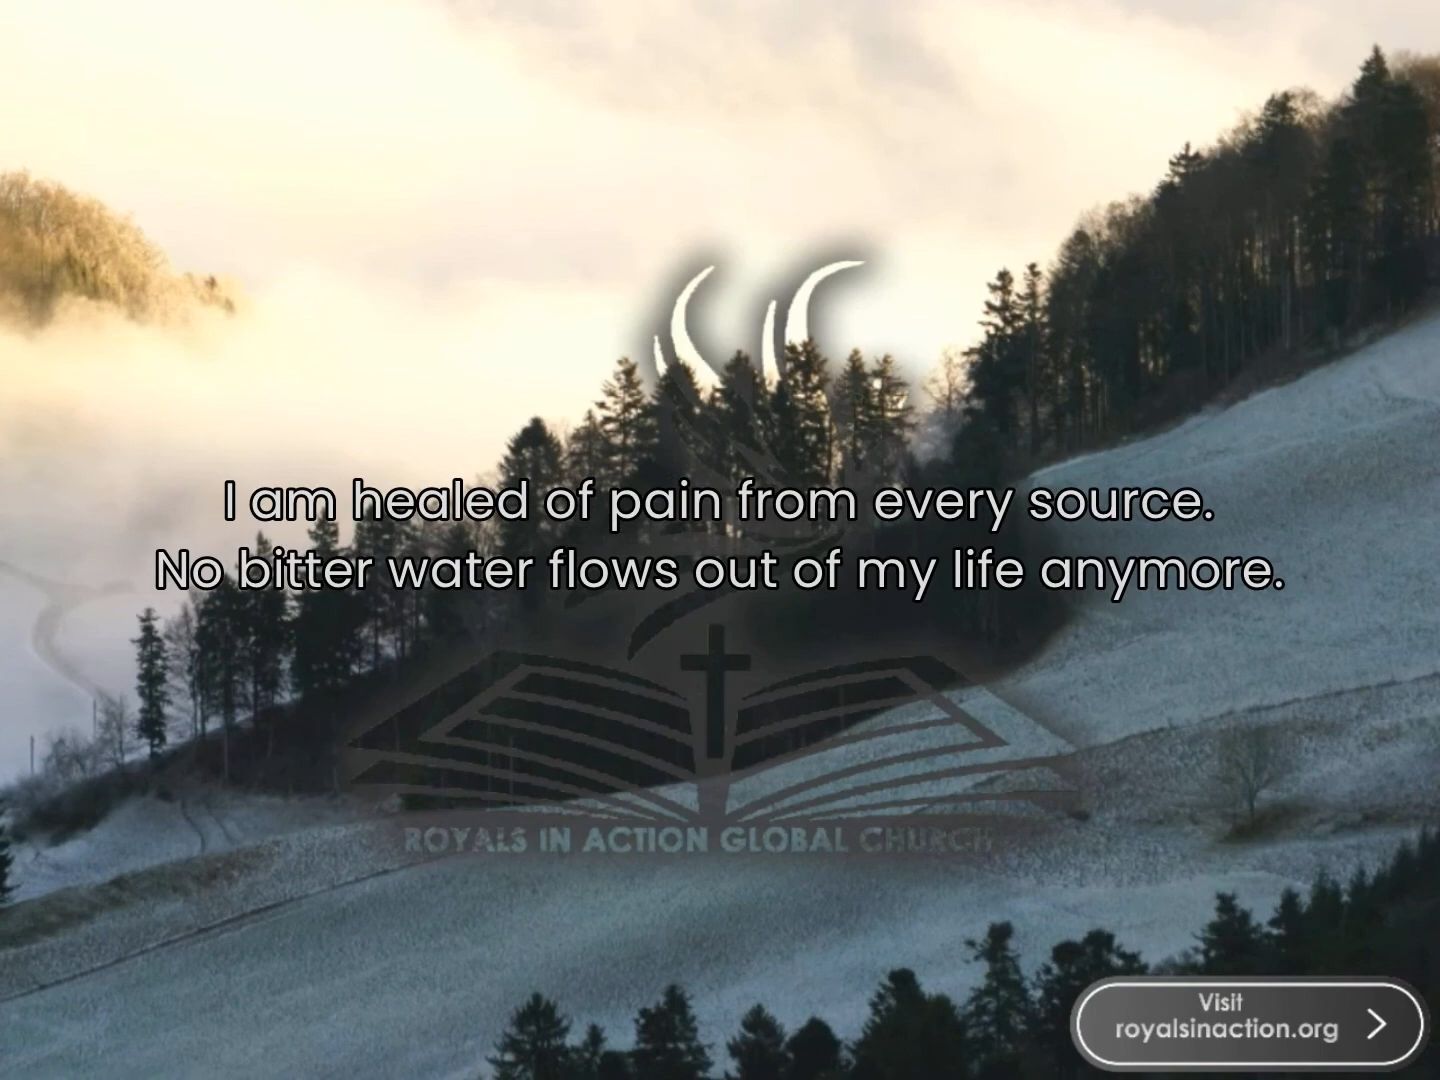 I am healed of pain from every source.
No bitter water flows out of my life anymore.
ROYALS IN ACTION GLOBAL CHURCH
Visit
royalsinaction.org